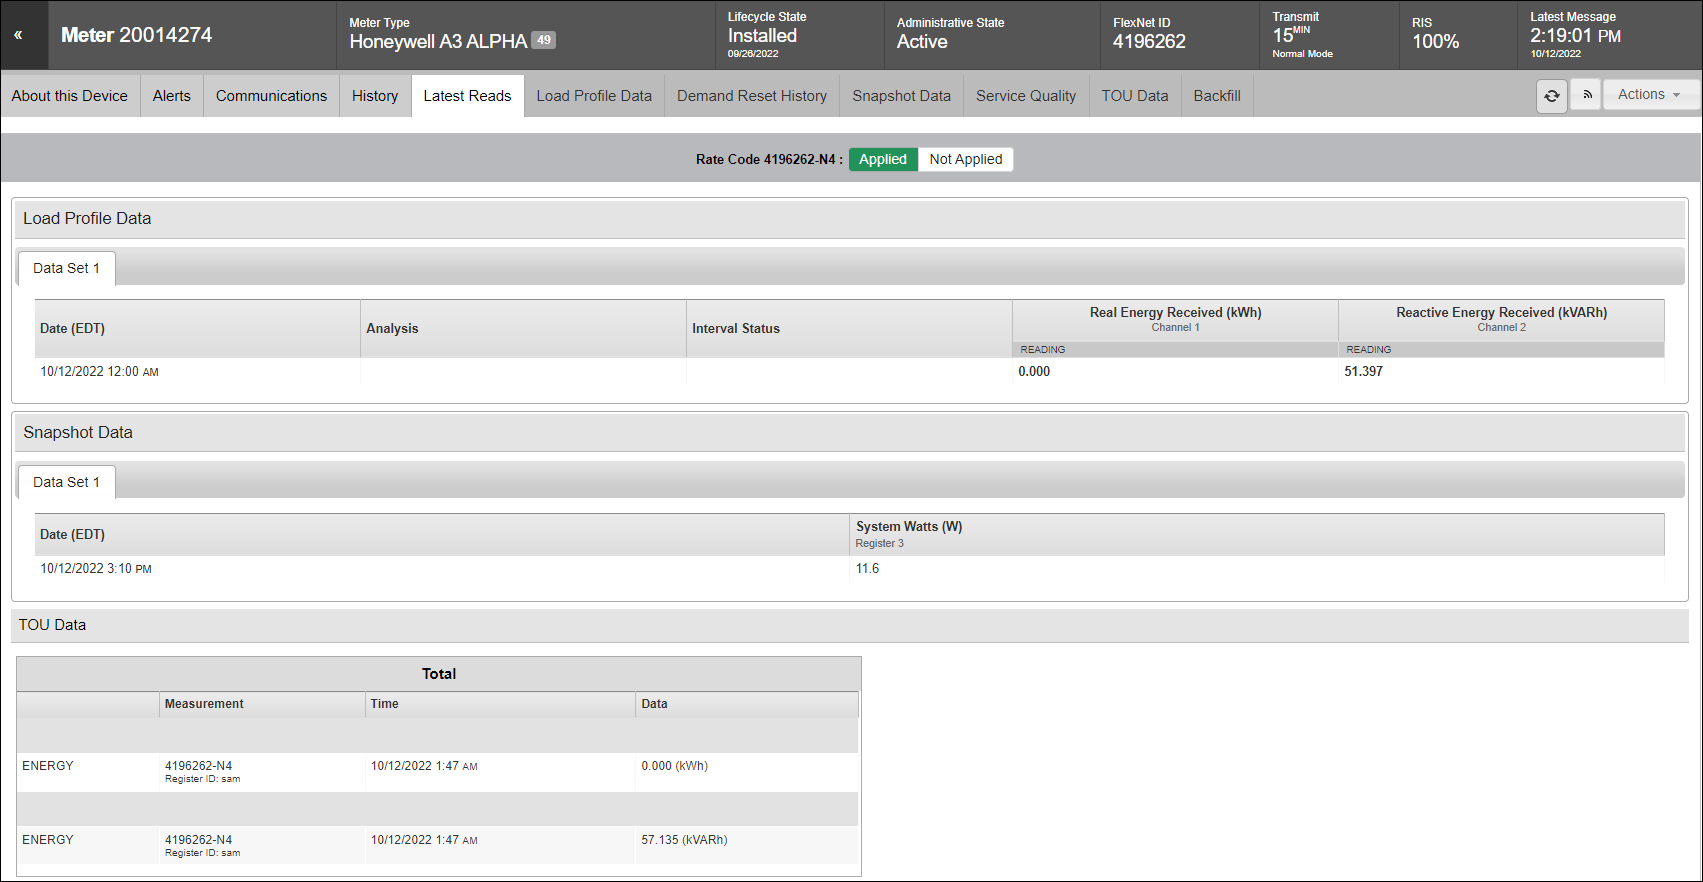 «
Meter 20014274
Meter Type
Honeywell A3 ALPHA 49
Lifecycle State
Installed
09/26/2022
Administrative State
Active
FlexNet ID
4196262
Transmit
15MIN
Normal Mode
RIS
100%
Latest Message
2:19:01 PM
10/12/2022
About this Device
Alerts
Communications
History
Latest Reads
Load Profile Data
Demand Reset History
Snapshot Data
Service Quality
TOU Data
Backfill
Actions
Rate Code 4196262-N4 : Applied Not Applied
Load Profile Data
Data Set 1
Date (EDT)
Analysis
Interval Status
Real Energy Received (kWh)
Channel 1
READING
Reactive Energy Received (kVARh)
Channel 2
READING
10/12/2022 12:00 AM
0.000
51.397
Snapshot Data
Data Set 1
Date (EDT)
System Watts (W)
Register 3
10/12/2022 3:10 PM
11.6
TOU Data
Total
Measurement
Time
Data
ENERGY
4196262-N4
Register ID: sam
10/12/2022 1:47 AM
0.000 (kWh)
ENERGY
4196262-N4
Register ID: sam
10/12/2022 1:47 AM
57.135 (kVARh)